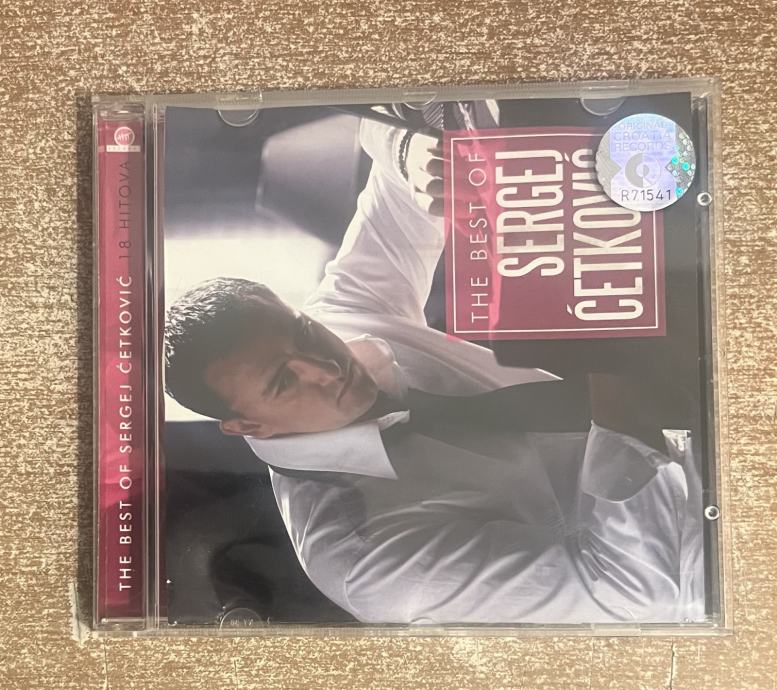 THE BEST OF SERGEJ ĆETKOVIĆ 18 HITOVA
THE BEST OF
SERGEJ
ĆETKOVIĆ
ORIGINAL
CROATIA
RECORDS
R71541